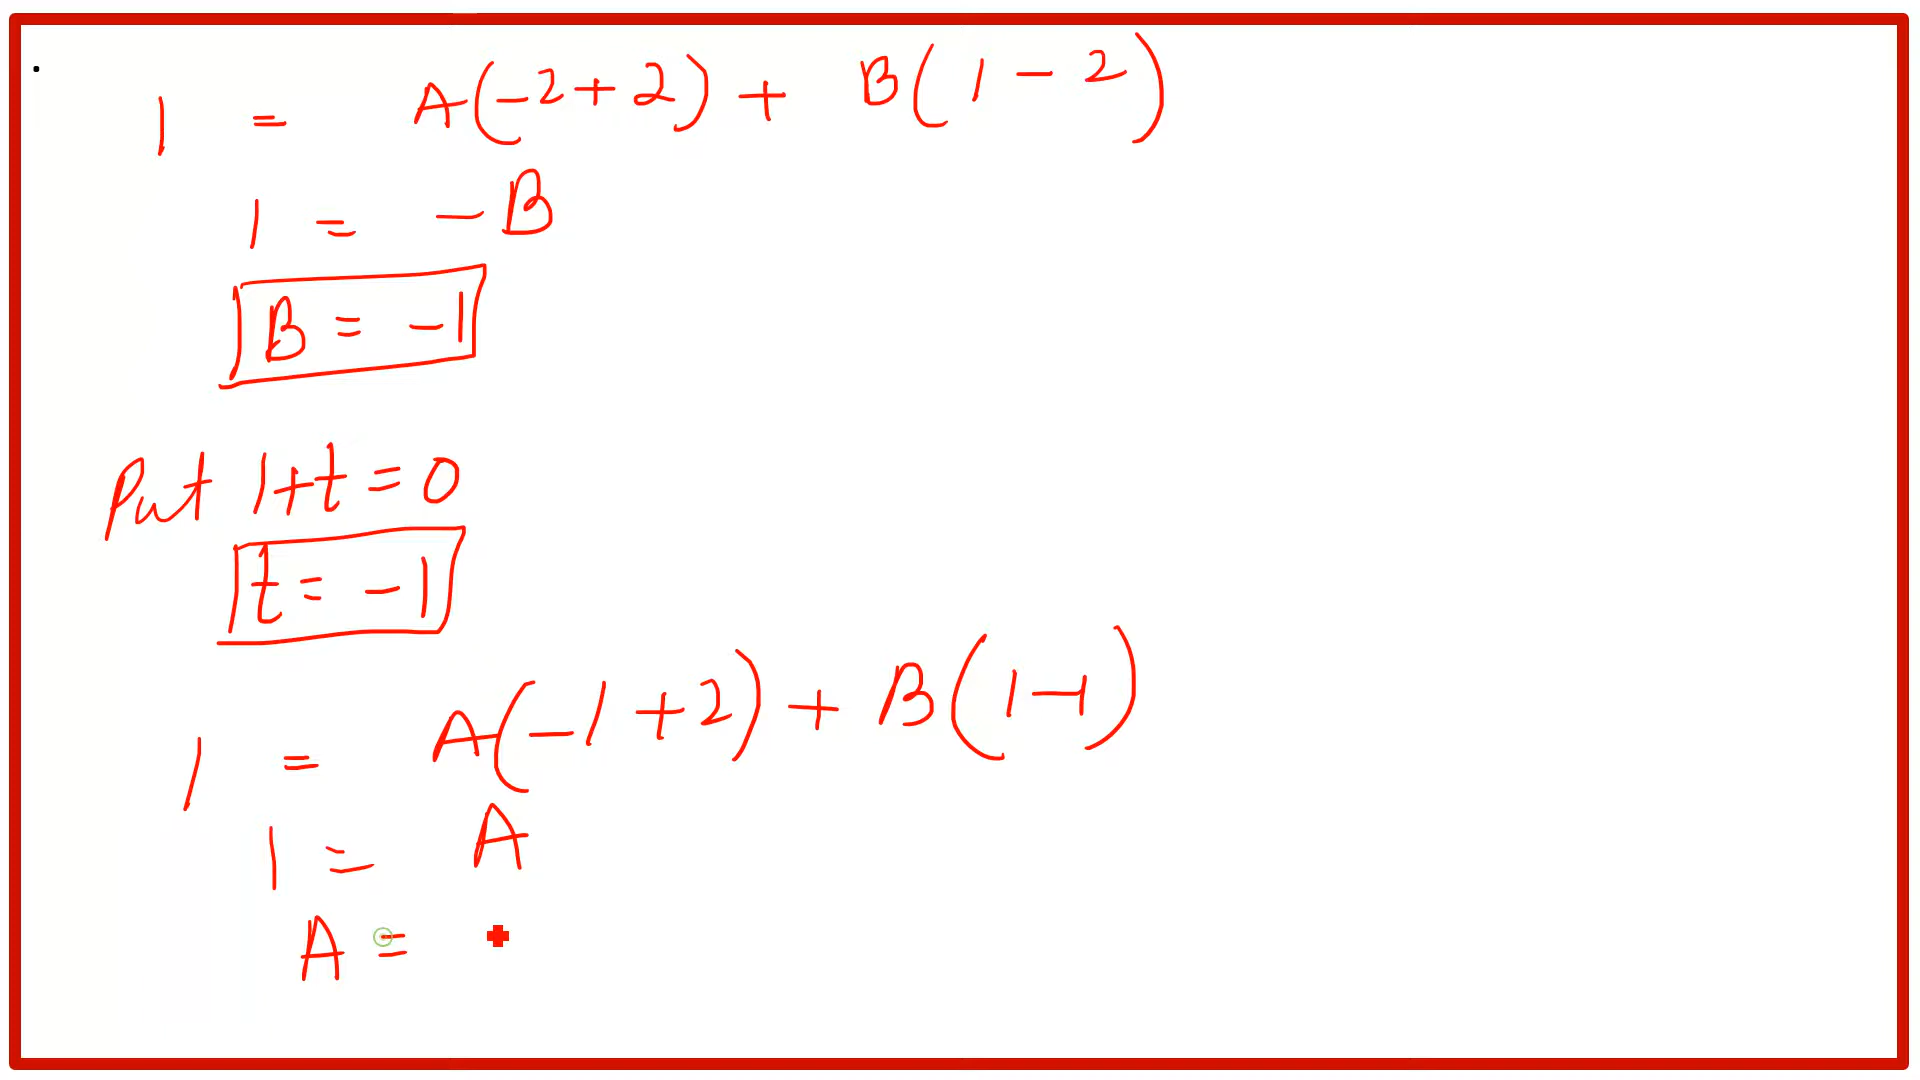 1 = A(-2+2) + B(1-2)
1 = -B
B = -1
Put 1+t=0
t = -1
1 = A(-1+2) + B(1-1)
1 = A
A =